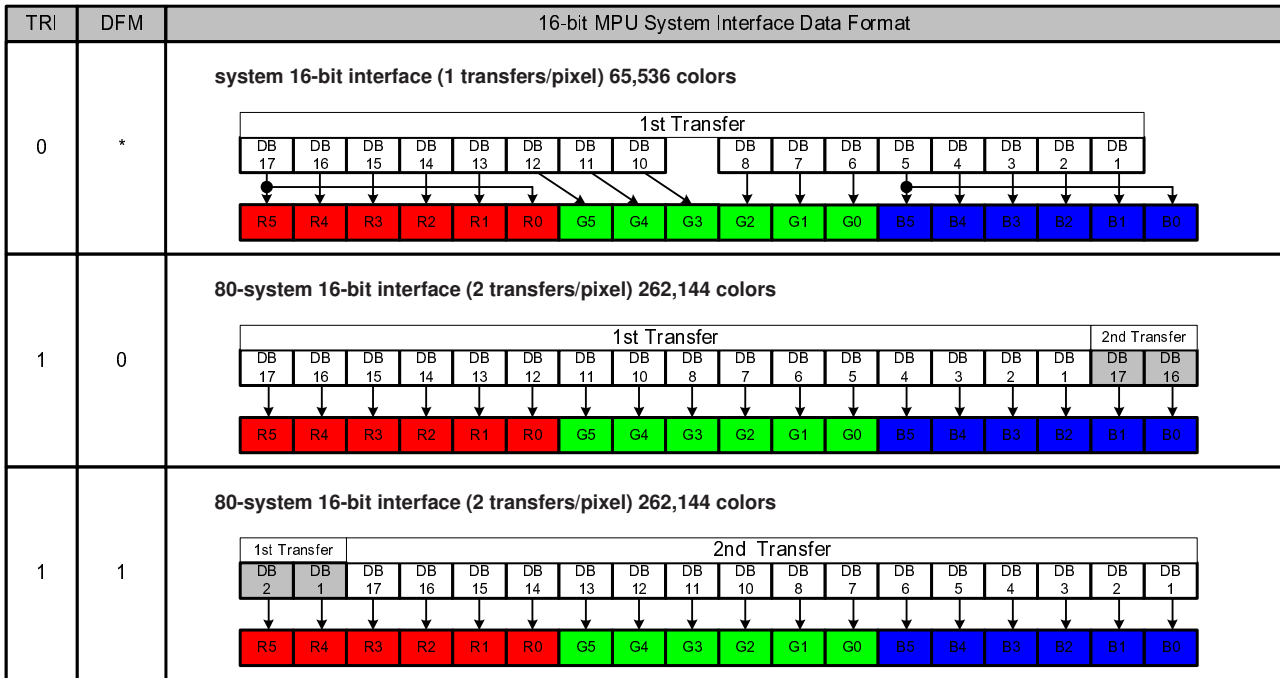 TRI DFM 16-bit MPU System Interface Data Format
system 16-bit interface (1 transfers/pixel) 65,536 colors
1st Transfer
0 *
DB 17 DB 16 DB 15 DB 14 DB 13 DB 12 DB 11 DB 10 DB 8 DB 7 DB 6 DB 5 DB 4 DB 3 DB 2 DB 1
R5 R4 R3 R2 R1 R0 G5 G4 G3 G2 G1 G0 B5 B4 B3 B2 B1 B0
80-system 16-bit interface (2 transfers/pixel) 262,144 colors
1st Transfer 2nd Transfer
1 0
DB 17 DB 16 DB 15 DB 14 DB 13 DB 12 DB 11 DB 10 DB 8 DB 7 DB 6 DB 5 DB 4 DB 3 DB 2 DB 1 DB 17 DB 16
R5 R4 R3 R2 R1 R0 G5 G4 G3 G2 G1 G0 B5 B4 B3 B2 B1 B0
80-system 16-bit interface (2 transfers/pixel) 262,144 colors
1st Transfer 2nd Transfer
1 1
DB 2 DB 1 DB 17 DB 16 DB 15 DB 14 DB 13 DB 12 DB 11 DB 10 DB 8 DB 7 DB 6 DB 5 DB 4 DB 3 DB 2 DB 1
R5 R4 R3 R2 R1 R0 G5 G4 G3 G2 G1 G0 B5 B4 B3 B2 B1 B0